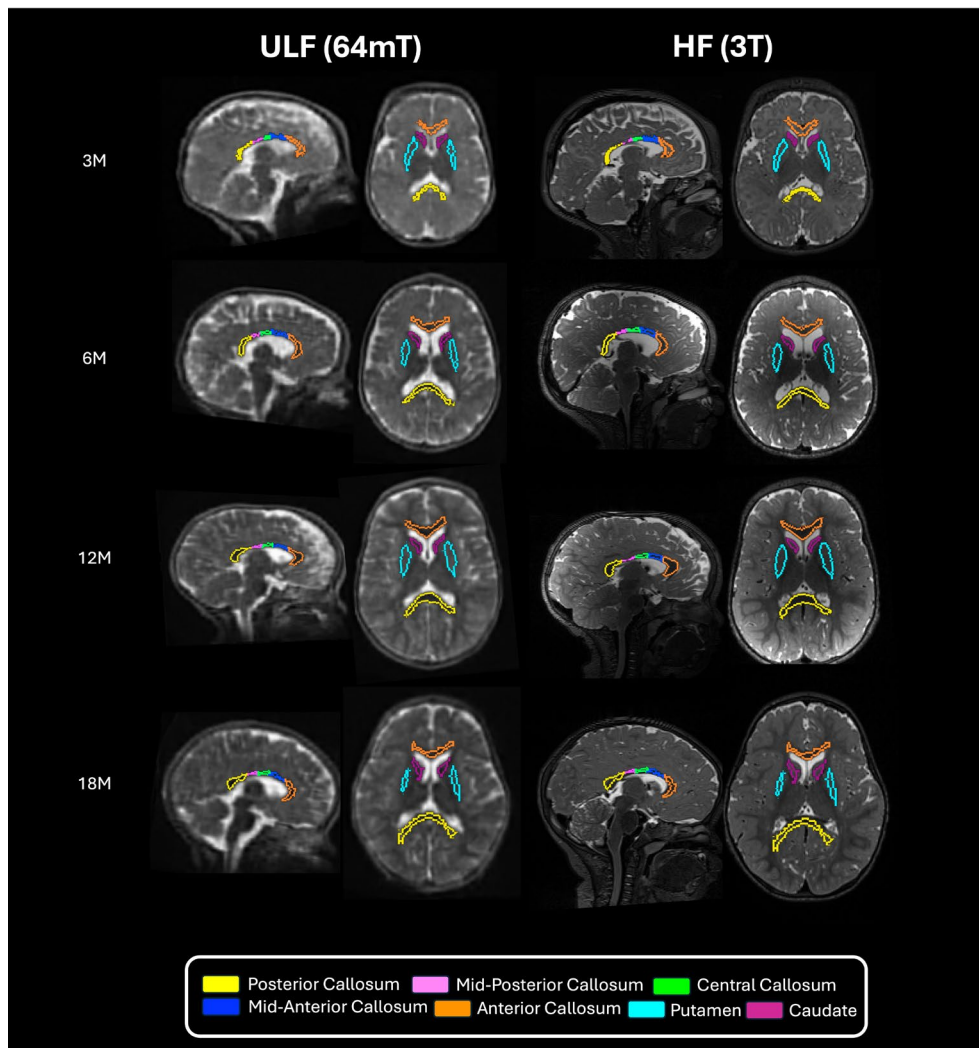 ULF (64mT) HF (3T)
3M
6M
12M
18M
Posterior Callosum Mid-Posterior Callosum Central Callosum
Mid-Anterior Callosum Anterior Callosum Putamen Caudate